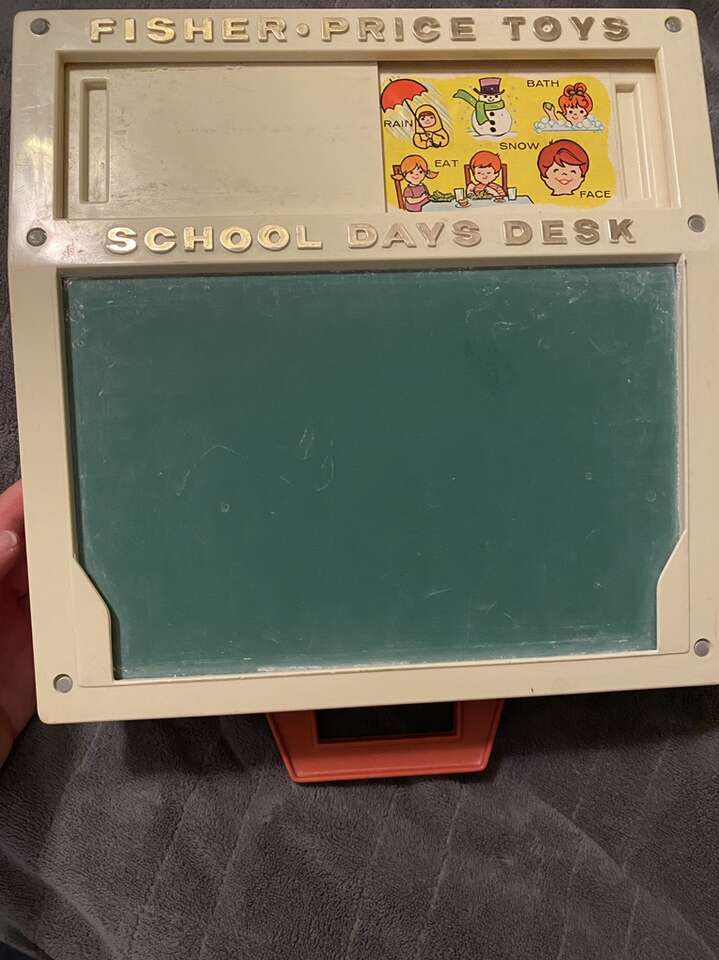 FISHER·PRICE TOYS
BATH
RAIN
SNOW
EAT
FACE
SCHOOL DAYS DESK